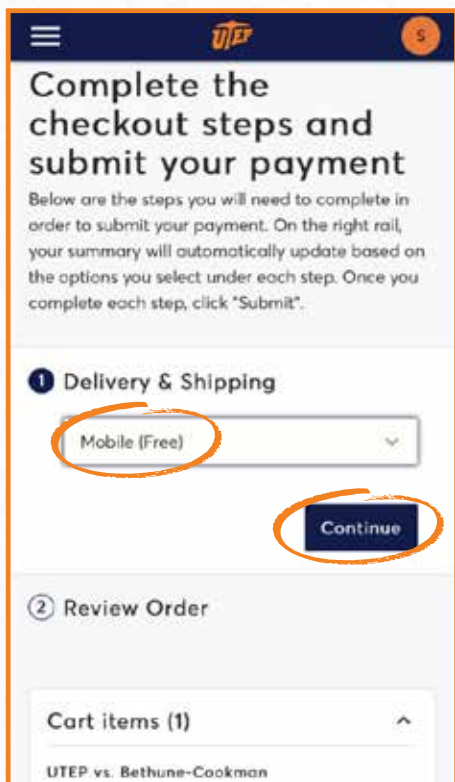 UTEP
S
Complete the
checkout steps and
submit your payment
Below are the steps you will need to complete in
order to submit your payment. On the right rail,
your summary will automatically update based on
the options you select under each step. Once you
complete each step, click "Submit".
1 Delivery & Shipping
Mobile (Free)
Continue
2 Review Order
Cart items (1)
UTEP vs. Bethune-Cookman